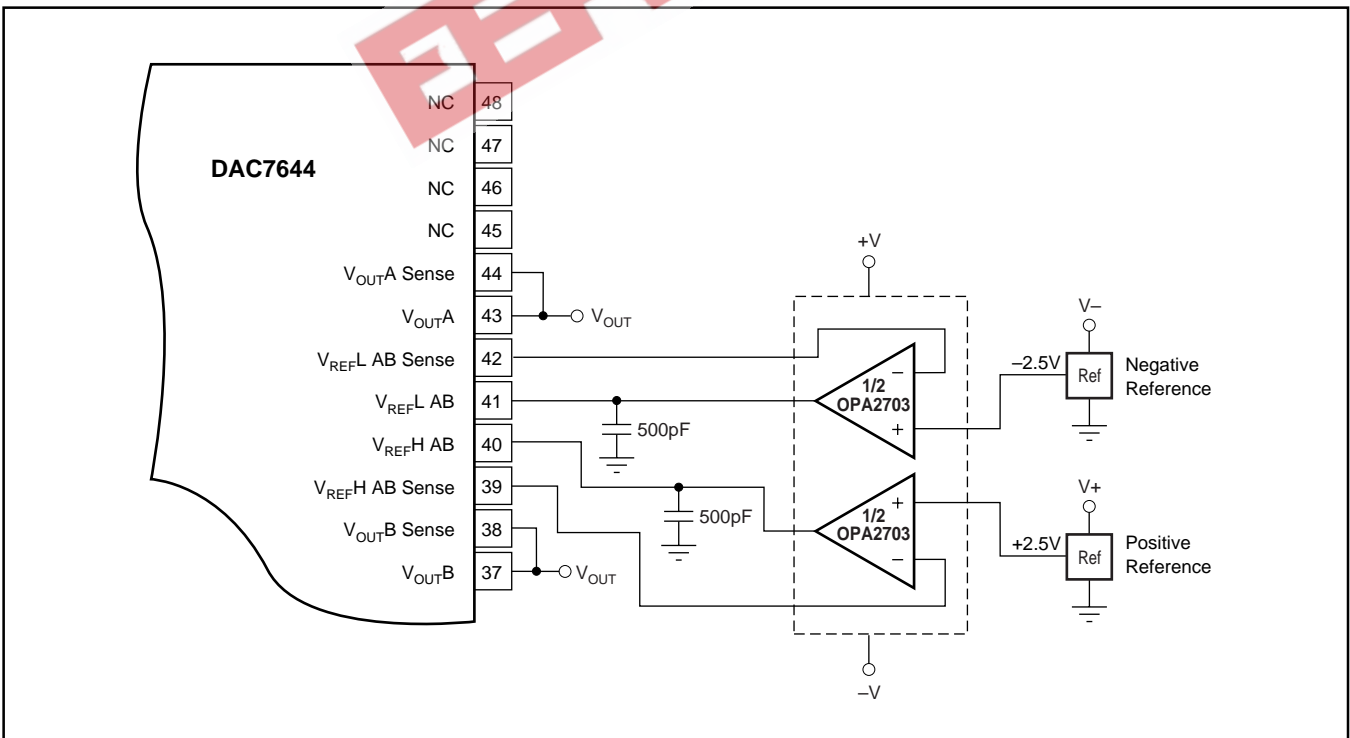 DAC7644
NC 48
NC 47
NC 46
NC 45
VOUTA Sense 44
VOUTA 43
VOUT
VREFL AB Sense 42
VREFL AB 41
VREFH AB 40
VREFH AB Sense 39
VOUTB Sense 38
VOUTB 37
VOUT
500pF
500pF
+V
–
1/2
OPA2703
+
+
1/2
OPA2703
–
–V
V–
–2.5V
Ref
Negative
Reference
V+
+2.5V
Ref
Positive
Reference